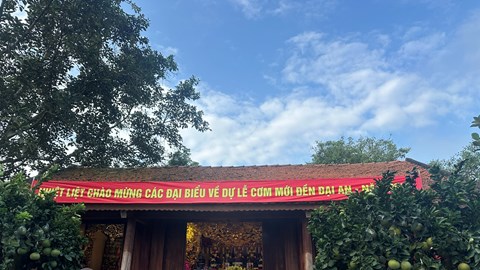 NHIỆT LIỆT CHÀO MỪNG CÁC ĐẠI BIỂU VỀ DỰ LỄ CƠM MỚI ĐỀN ĐẠI AN -